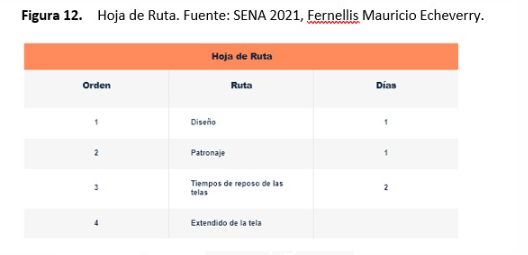 Figura 12. Hoja de Ruta. Fuente: SENA 2021, Fernellis Mauricio Echeverry.
Hoja de Ruta
Orden Ruta Días
1 Diseño 1
2 Patronaje 1
3 Tiempos de reposo de las telas 2
4 Extendido de la tela